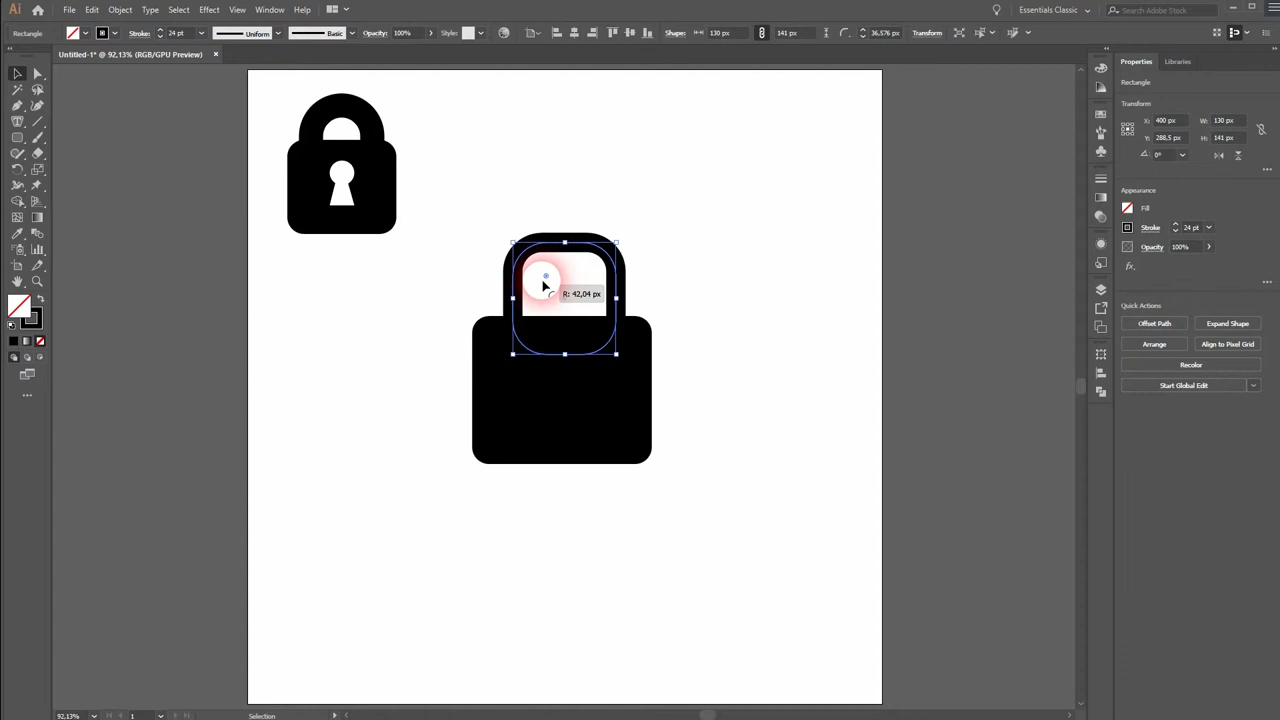 Ai File Edit Object Type Select Effect View Window Help Essentials Classic Search Adobe Stock
Rectangle Stroke: 24 pt Uniform Basic Opacity: 100% Style: Shape: 130 px 141 px 36,576 px Transform
Untitled-1* @ 92,13% (RGB/GPU Preview) ×
Properties Libraries
Rectangle
Transform
X: 400 px W: 130 px
Y: 288,5 px H: 141 px
0°
Appearance
Fill
Stroke 24 pt
Opacity 100%
fx
R: 42,04 px
Quick Actions
Offset Path Expand Shape
Arrange Align to Pixel Grid
Recolor
Start Global Edit
92,13% 1 Selection